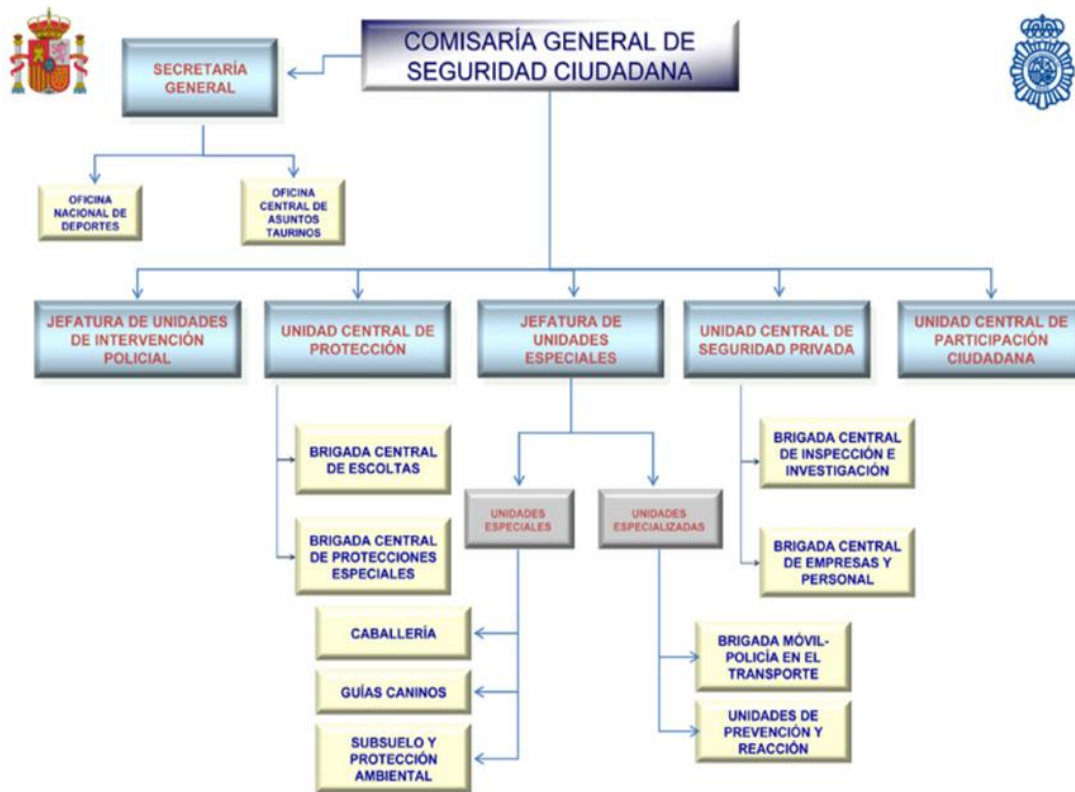 COMISARÍA GENERAL DE
SEGURIDAD CIUDADANA
SECRETARÍA
GENERAL
OFICINA
NACIONAL DE
DEPORTES
OFICINA
CENTRAL DE
ASUNTOS
TAURINOS
JEFATURA DE UNIDADES
DE INTERVENCIÓN
POLICIAL
UNIDAD CENTRAL DE
PROTECCIÓN
JEFATURA DE
UNIDADES
ESPECIALES
UNIDAD CENTRAL DE
SEGURIDAD PRIVADA
UNIDAD CENTRAL DE
PARTICIPACIÓN
CIUDADANA
BRIGADA CENTRAL
DE ESCOLTAS
BRIGADA CENTRAL
DE PROTECCIONES
ESPECIALES
UNIDADES
ESPECIALES
UNIDADES
ESPECIALIZADAS
BRIGADA CENTRAL
DE INSPECCIÓN E
INVESTIGACIÓN
BRIGADA CENTRAL
DE EMPRESAS Y
PERSONAL
CABALLERÍA
GUÍAS CANINOS
SUBSUELO Y
PROTECCIÓN
AMBIENTAL
BRIGADA MÓVIL-
POLICÍA EN EL
TRANSPORTE
UNIDADES DE
PREVENCIÓN Y
REACCIÓN